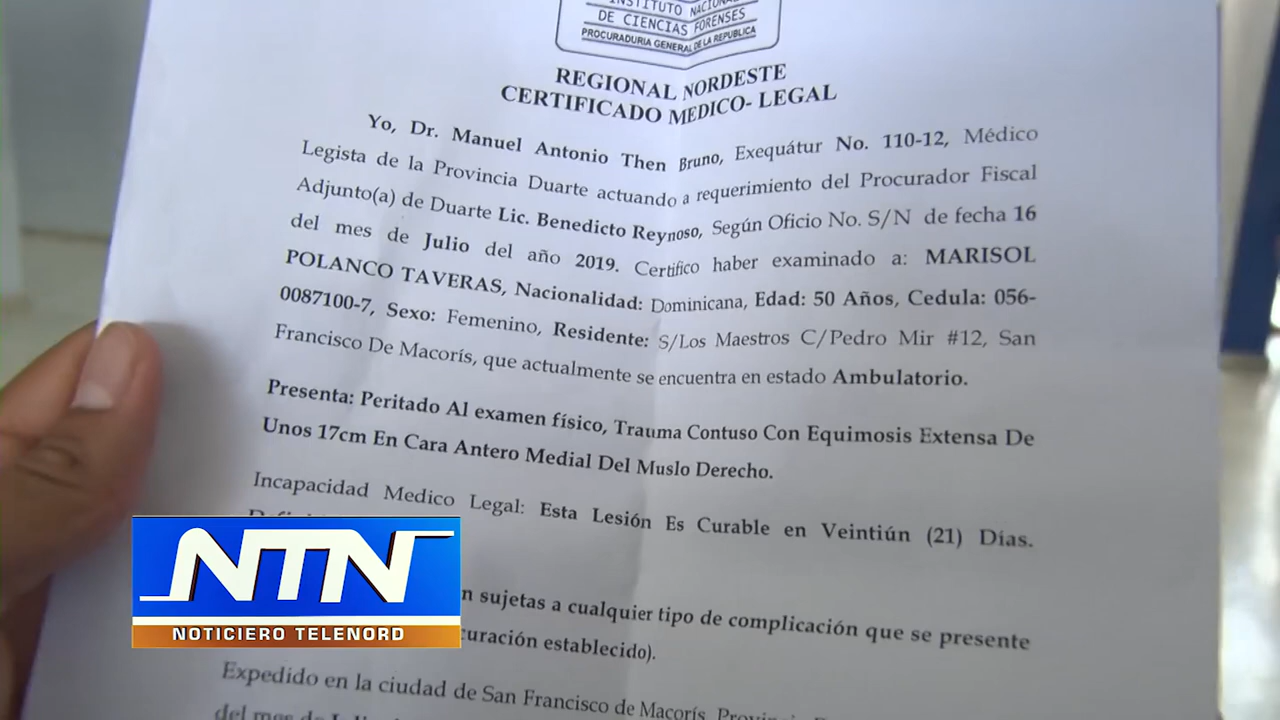 INSTITUTO NACIONAL
DE CIENCIAS FORENSES
PROCURADURIA GENERAL DE LA REPUBLICA
REGIONAL NORDESTE
CERTIFICADO MEDICO- LEGAL
Yo, Dr. Manuel Antonio Then Bruno, Exequátur No. 110-12, Médico
Legista de la Provincia Duarte actuando a requerimiento del Procurador Fiscal
Adjunto(a) de Duarte Lic. Benedicto Reynoso, Según Oficio No. S/N de fecha 16
del mes de Julio del año 2019. Certifico haber examinado a: MARISOL
POLANCO TAVERAS, Nacionalidad: Dominicana, Edad: 50 Años, Cedula: 056-
0087100-7, Sexo: Femenino, Residente: S/Los Maestros C/Pedro Mir #12, San
Francisco De Macorís, que actualmente se encuentra en estado Ambulatorio.
Presenta: Peritado Al examen físico, Trauma Contuso Con Equimosis Extensa De
Unos 17cm En Cara Antero Medial Del Muslo Derecho.
Incapacidad Medico Legal: Esta Lesión Es Curable en Veintiún (21) Días.
n sujetas a cualquier tipo de complicación que se presente
curación establecido).
Expedido en la ciudad de San Francisco de Macorís, Provincia
del mes de
NTN
NOTICIERO TELENORD